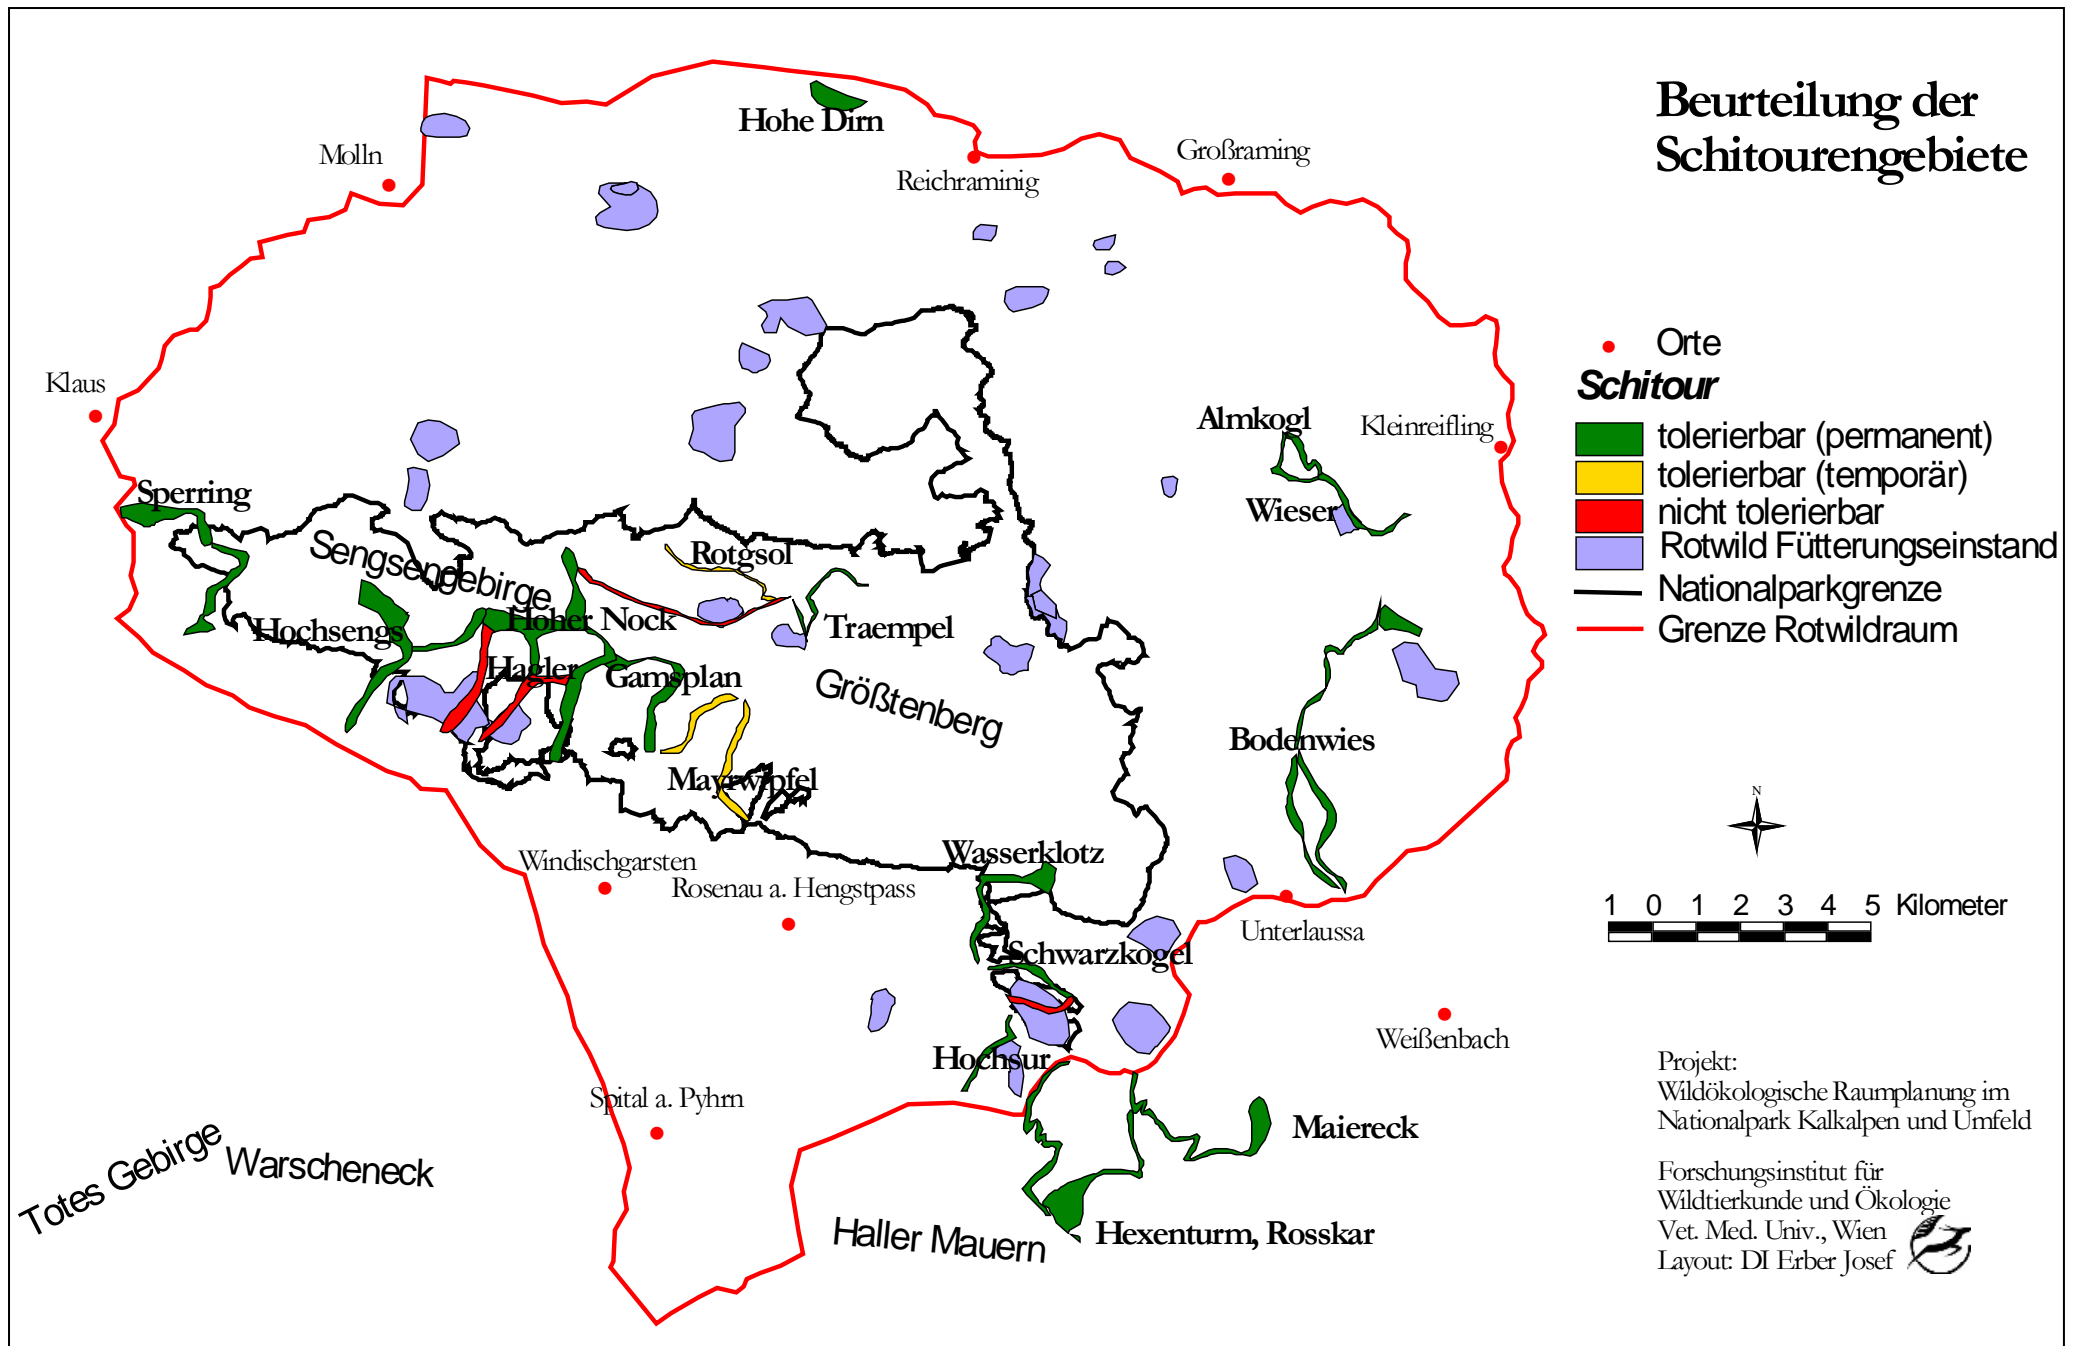 Beurteilung der
Schitourengebiete
Hohe Dirn
Molln
Großraming
Reichraminig
Orte
Klaus
Schitour
Almkogl
Kleinreifling
tolerierbar (permanent)
tolerierbar (temporär)
Sperring
Wieser
nicht tolerierbar
Sengsengebirge
Rotgsol
Rotwild Fütterungseinstand
Nationalparkgrenze
Hochsengs
Hoher Nock
Traempel
Grenze Rotwildraum
Hagler
Gamsplan
Größtenberg
Bodenwies
Mayrwipfel
N
Windischgarsten
Wasserklotz
Rosenau a. Hengstpass
1 0 1 2 3 4 5 Kilometer
Unterlaussa
Schwarzkogel
Weißenbach
Hochsur
Projekt:
Wildökologische Raumplanung im
Nationalpark Kalkalpen und Umfeld
Spital a. Pyhrn
Maiereck
Totes Gebirge
Warscheneck
Haller Mauern
Hexenturm, Rosskar
Forschungsinstitut für
Wildtierkunde und Ökologie
Vet. Med. Univ., Wien
Layout: DI Erber Josef